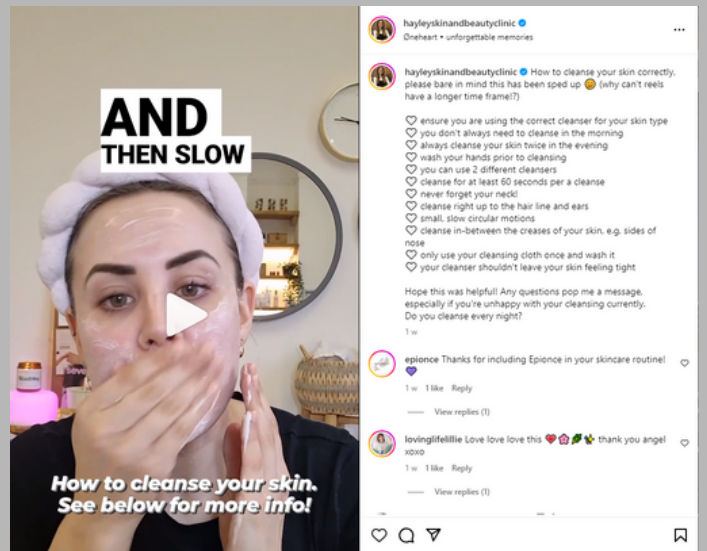 AND
THEN SLOW
How to cleanse your skin.
See below for more info!
hayleyskinandbeautyclinic
Øneheart • unforgettable memories
hayleyskinandbeautyclinic How to cleanse your skin correctly,
please bare in mind this has been sped up 😩 (why can't reels
have a longer time frame!?)
♡ ensure you are using the correct cleanser for your skin type
♡ you don't always need to cleanse in the morning
♡ always cleanse your skin twice in the evening
♡ wash your hands prior to cleansing
♡ you can use 2 different cleansers
♡ cleanse for at least 60 seconds per a cleanse
♡ never forget your neck!
♡ cleanse right up to the hair line and ears
♡ small, slow circular motions
♡ cleanse in-between the creases of your skin, e.g. sides of
nose
♡ only use your cleansing cloth once and wash it
♡ your cleanser shouldn't leave your skin feeling tight
Hope this was helpful! Any questions pop me a message,
especially if you're unhappy with your cleansing currently.
Do you cleanse every night?
1 w
epionce Thanks for including Epionce in your skincare routine!
💜
1 w 1 like Reply
View replies (1)
lovinglifelillie Love love love this thank you angel
xoxo
1 w 1 like Reply
View replies (1)